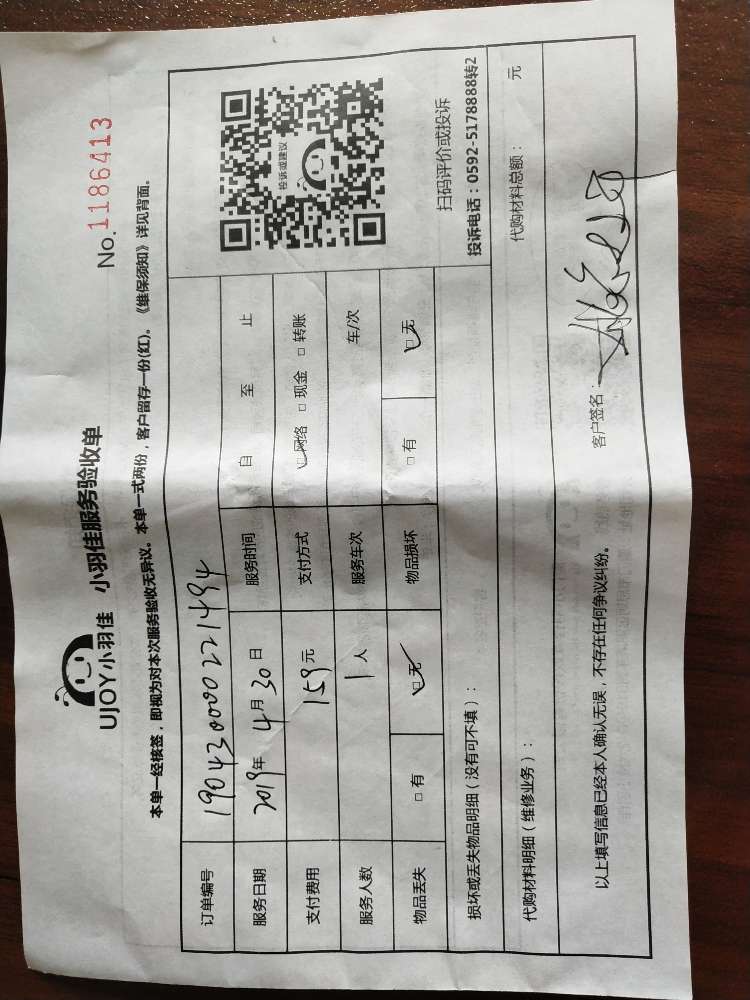 UJOY小羽佳 小羽佳服务验收单
No.1186413
本单一经核签，即视为对本次服务验收无异议。本单一式两份，客户留存一份(红)。《维保须知》详见背面。
订单编号 190430000221494
服务日期 2019年 4月 30日 服务时间 自 至 止
支付费用 159元 支付方式 □网络 □现金 □转账
服务人数 1人 服务车次 车/次
物品丢失 □有 □无 物品损坏 □有 □无
投诉或建议
扫码评价或投诉
投诉电话：0592-5178888转2
损坏或丢失物品明细（没有可不填）：
代购材料明细（维修业务）： 代购材料总额： 元
以上填写信息已经本人确认无误，不存在任何争议纠纷。 客户签名：